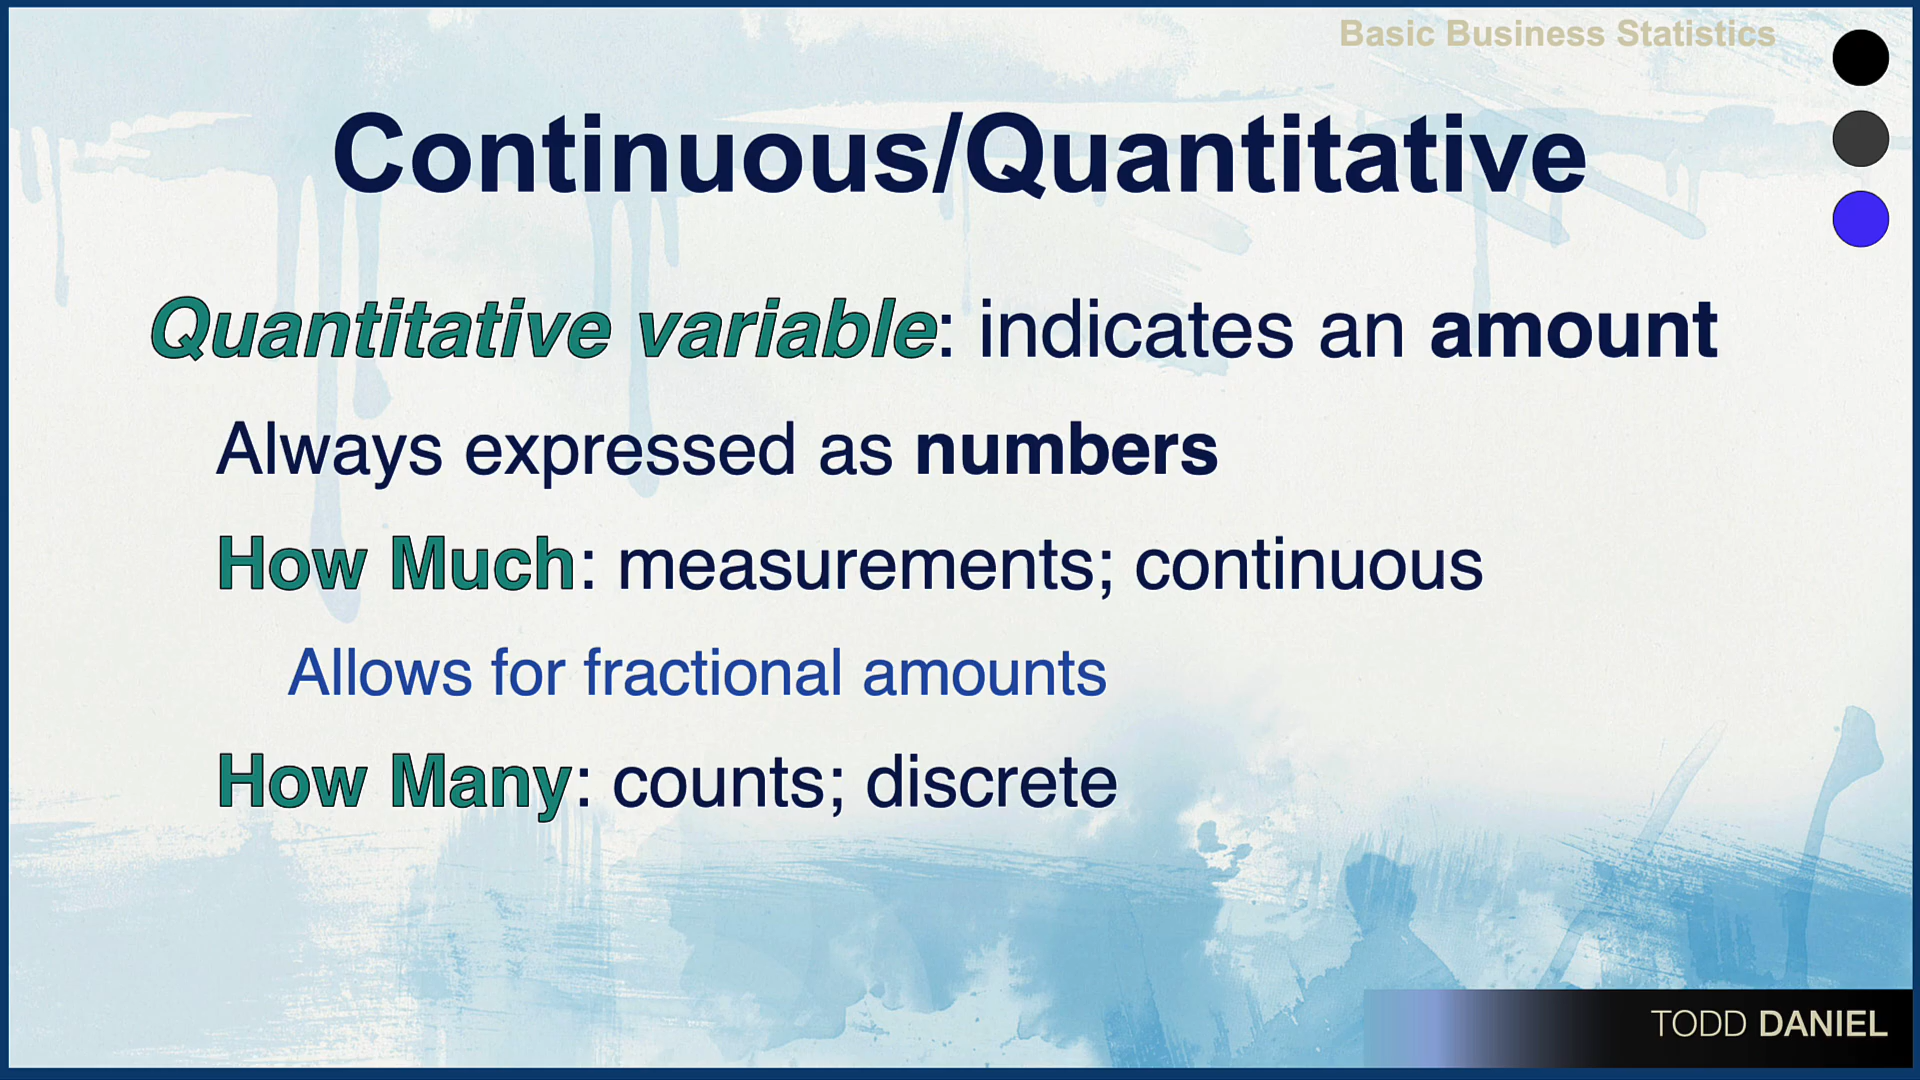 Basic Business Statistics
Continuous/Quantitative
Quantitative variable: indicates an amount
Always expressed as numbers
How Much: measurements; continuous
Allows for fractional amounts
How Many: counts; discrete
TODD DANIEL